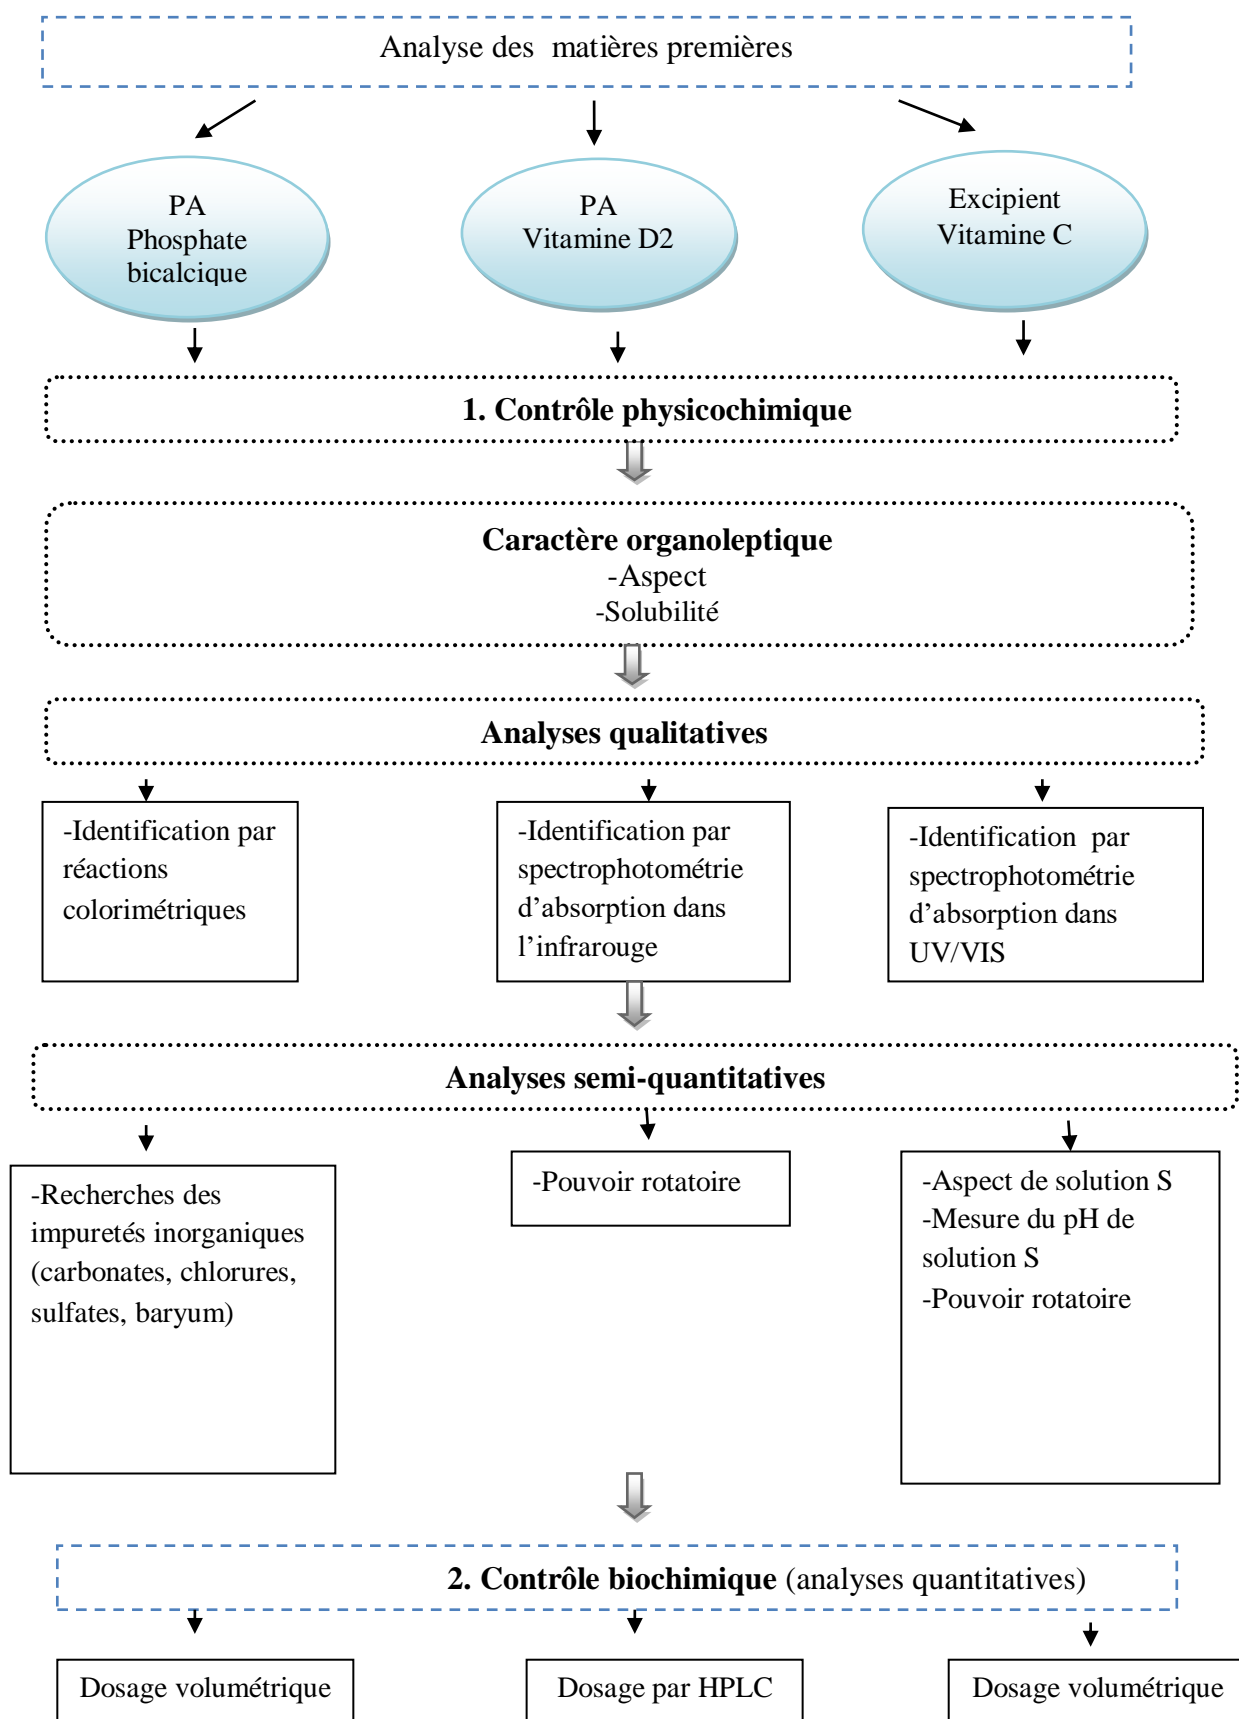 Analyse des matières premières
PA
Phosphate
bicalcique
PA
Vitamine D2
Excipient
Vitamine C
1. Contrôle physicochimique
Caractère organoleptique
-Aspect
-Solubilité
Analyses qualitatives
-Identification par
réactions
colorimétriques
-Identification par
spectrophotométrie
d’absorption dans
l’infrarouge
-Identification par
spectrophotométrie
d’absorption dans
UV/VIS
Analyses semi-quantitatives
-Recherches des
impuretés inorganiques
(carbonates, chlorures,
sulfates, baryum)
-Pouvoir rotatoire
-Aspect de solution S
-Mesure du pH de
solution S
-Pouvoir rotatoire
2. Contrôle biochimique (analyses quantitatives)
Dosage volumétrique
Dosage par HPLC
Dosage volumétrique